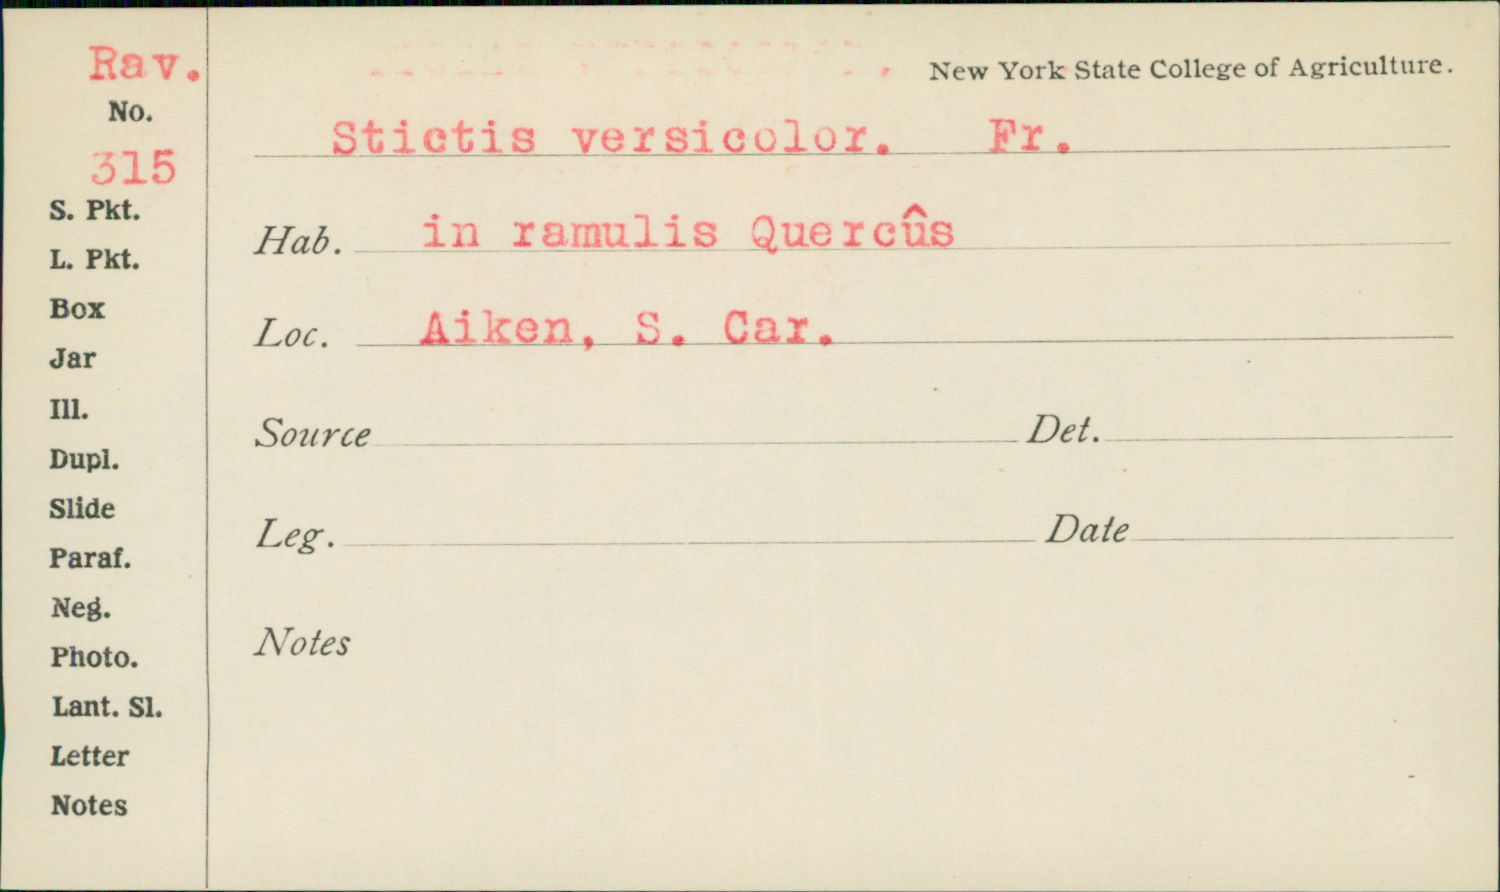 Rav.
No.
315
S. Pkt.
L. Pkt.
Box
Jar
Ill.
Dupl.
Slide
Paraf.
Neg.
Photo.
Lant. Sl.
Letter
Notes
New York State College of Agriculture.
Stictis versicolor. Fr.
Hab. in ramulis Quercûs
Loc. Aiken, S. Car.
Source Det.
Leg. Date
Notes